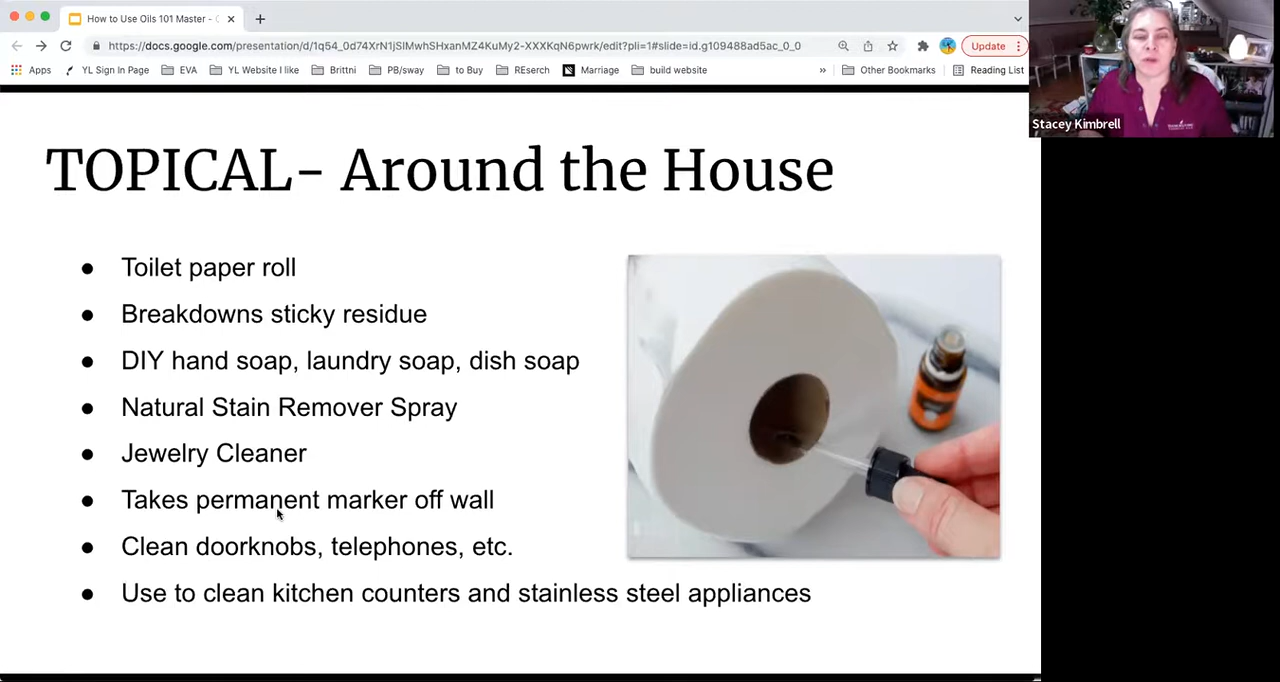 How to Use Oils 101 Master - 
https://docs.google.com/presentation/d/1q54_0d74XrN1jSIMwhSHxanMZ4KuMy2-XXXKqN6pwrk/edit?pli=1#slide=id.g109488ad5ac_0_0
Update
Apps
YL Sign In Page
EVA
YL Website I like
Brittni
PB/sway
to Buy
REserch
Marriage
build website
»
Other Bookmarks
Reading List
Stacey Kimbrell
TOPICAL- Around the House
● Toilet paper roll
● Breakdowns sticky residue
● DIY hand soap, laundry soap, dish soap
● Natural Stain Remover Spray
● Jewelry Cleaner
● Takes permanent marker off wall
● Clean doorknobs, telephones, etc.
● Use to clean kitchen counters and stainless steel appliances